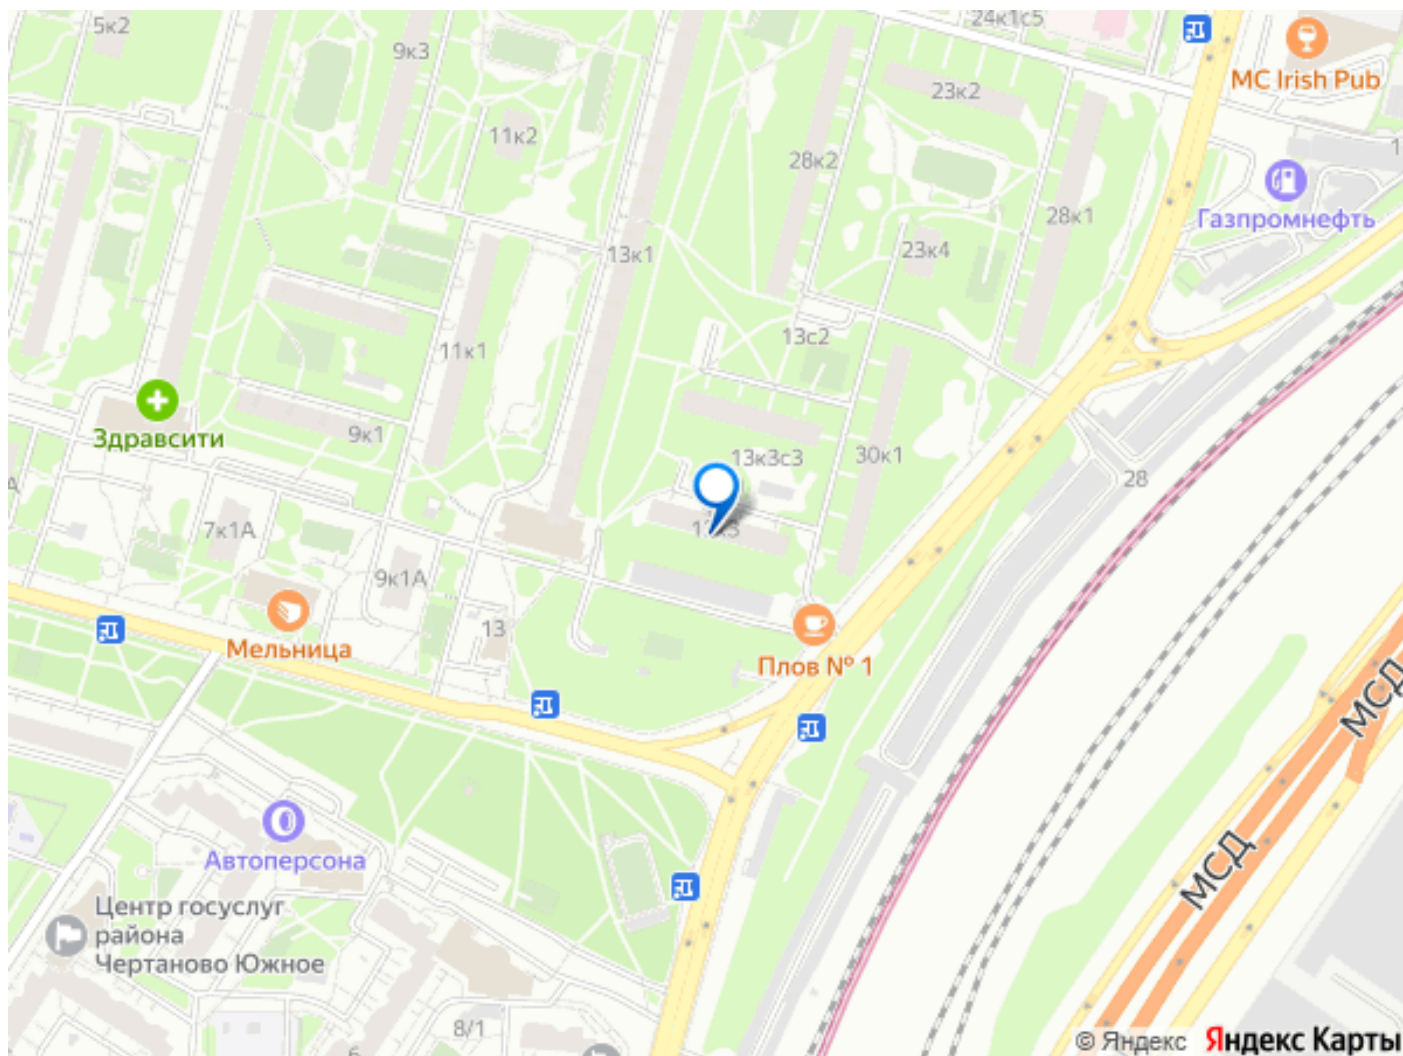 5к2
9к3
24к1с5
MC Irish Pub
23к2
11к2
28к2
Газпромнефть
28к1
23к4
13к1
13с2
11к1
Здравсити
9к1
13к3с3
30к1
28
7к1А
9к1А
13
Мельница
Плов № 1
МСД
Автоперсона
МСД
Центр госуслуг
района
Чертаново Южное
8/1
© Яндекс Яндекс Карты